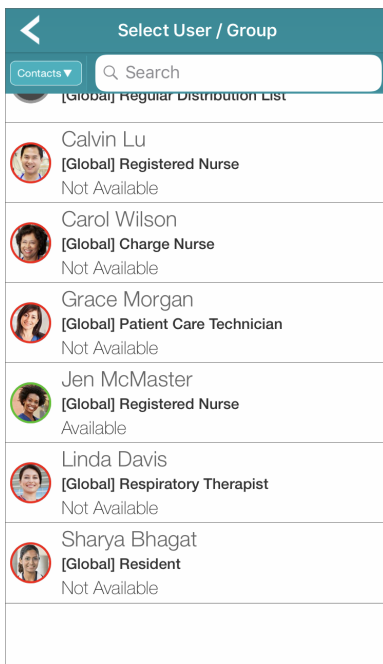 Select User / Group
Contacts ▼
Search
[Global] Regular Distribution List
Calvin Lu
[Global] Registered Nurse
Not Available
Carol Wilson
[Global] Charge Nurse
Not Available
Grace Morgan
[Global] Patient Care Technician
Not Available
Jen McMaster
[Global] Registered Nurse
Available
Linda Davis
[Global] Respiratory Therapist
Not Available
Sharya Bhagat
[Global] Resident
Not Available